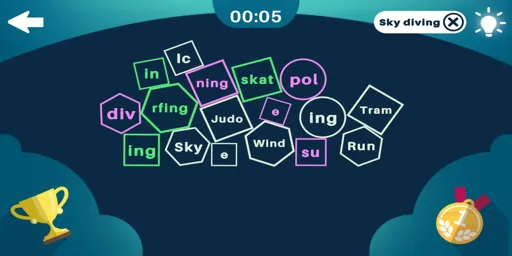 00:05
Sky diving
Ic
in
ning
skat
pol
div
rfing
Judo
e
ing
Tram
ing
Sky
e
Wind
su
Run
1